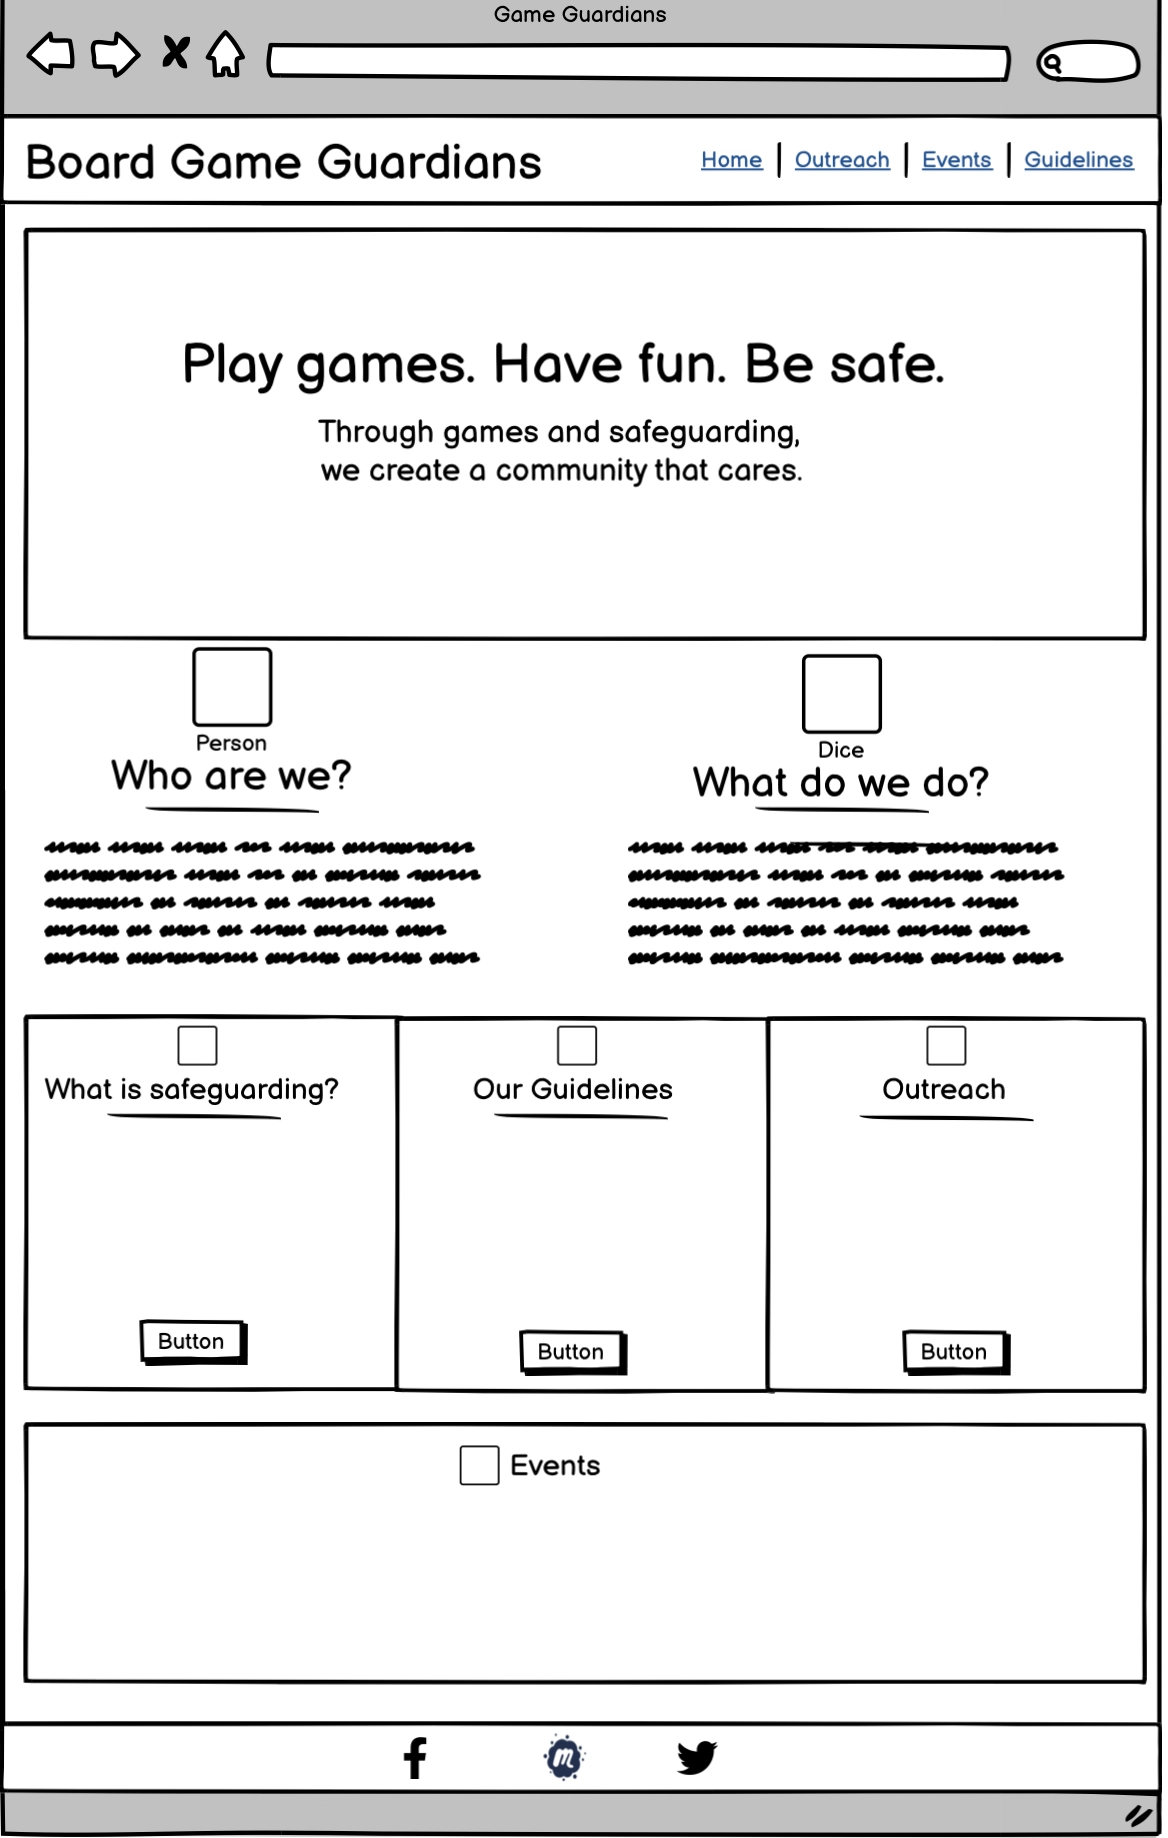 Game Guardians
Board Game Guardians
Home | Outreach | Events | Guidelines
Play games. Have fun. Be safe.
Through games and safeguarding,
we create a community that cares.
Person
Who are we?
Dice
What do we do?
What is safeguarding?
Button
Our Guidelines
Button
Outreach
Button
Events